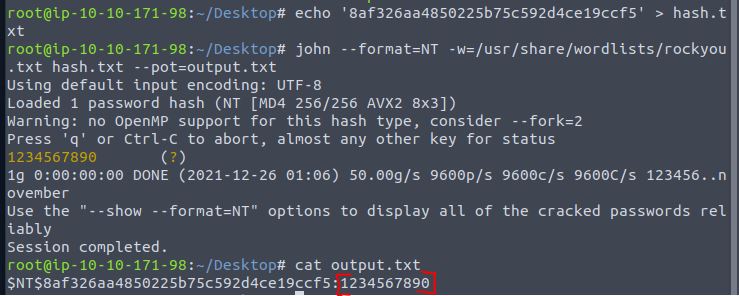 root@ip-10-10-171-98:~/Desktop# echo '8af326aa4850225b75c592d4ce19ccf5' > hash.t
xt
root@ip-10-10-171-98:~/Desktop# john --format=NT -w=/usr/share/wordlists/rockyou
.txt hash.txt --pot=output.txt
Using default input encoding: UTF-8
Loaded 1 password hash (NT [MD4 256/256 AVX2 8x3])
Warning: no OpenMP support for this hash type, consider --fork=2
Press 'q' or Ctrl-C to abort, almost any other key for status
1234567890       (?)
1g 0:00:00:00 DONE (2021-12-26 01:06) 50.00g/s 9600p/s 9600c/s 9600C/s 123456..n
ovember
Use the "--show --format=NT" options to display all of the cracked passwords rel
iably
Session completed.
root@ip-10-10-171-98:~/Desktop# cat output.txt
$NT$8af326aa4850225b75c592d4ce19ccf5:1234567890